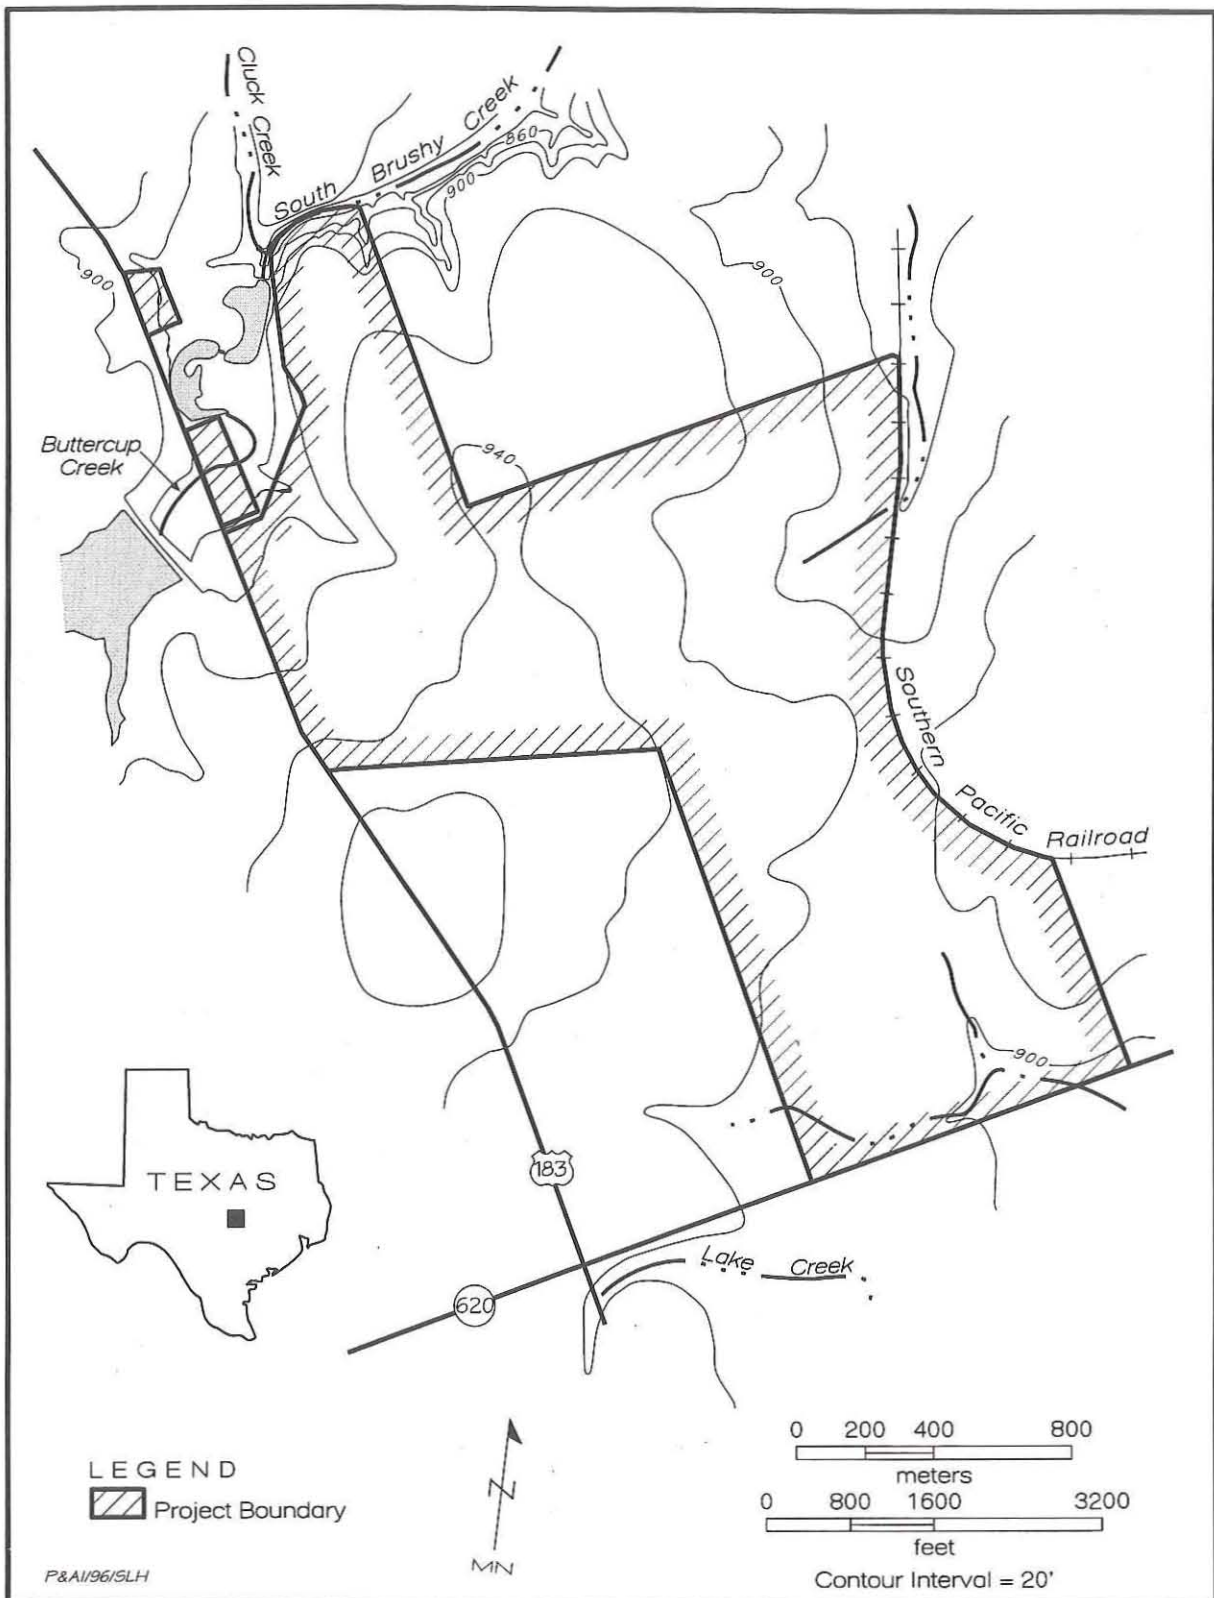 Cluck Creek
South Brushy Creek
860
900
900
900
Buttercup
Creek
940
Southern Pacific Railroad
900
TEXAS
183
620
Lake Creek
LEGEND
Project Boundary
N
MN
0 200 400 800
meters
0 800 1600 3200
feet
Contour Interval = 20'
P&AI/96/SLH